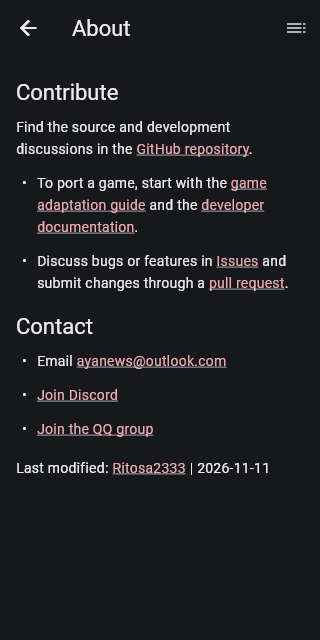 About
Contribute
Find the source and development
discussions in the GitHub repository.
• To port a game, start with the game
adaptation guide and the developer
documentation.
• Discuss bugs or features in Issues and
submit changes through a pull request.
Contact
• Email ayanews@outlook.com
• Join Discord
• Join the QQ group
Last modified: Ritosa2333 | 2026-11-11